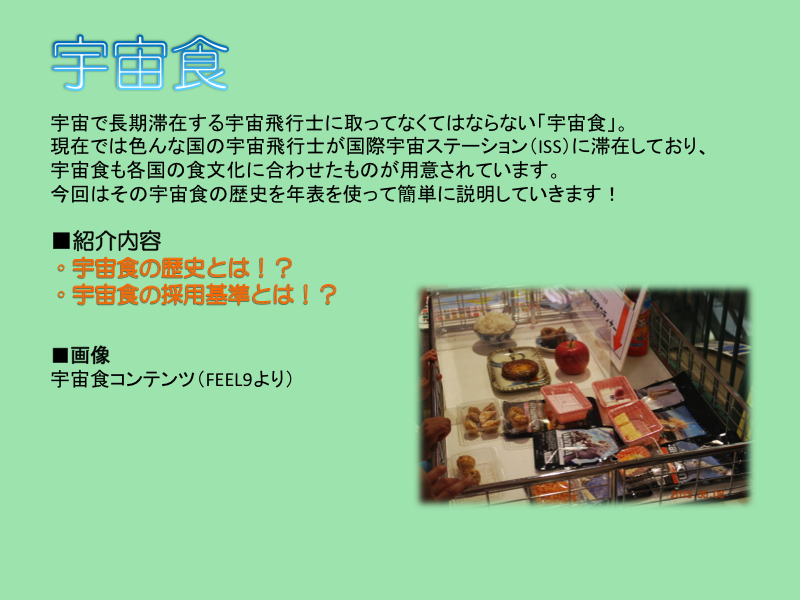 宇宙食
宇宙で長期滞在する宇宙飛行士に取ってなくてはならない「宇宙食」。
現在では色んな国の宇宙飛行士が国際宇宙ステーション（ISS）に滞在しており、
宇宙食も各国の食文化に合わせたものが用意されています。
今回はその宇宙食の歴史を年表を使って簡単に説明していきます！
■紹介内容
・宇宙食の歴史とは！？
・宇宙食の採用基準とは！？
■画像
宇宙食コンテンツ（FEEL9より）